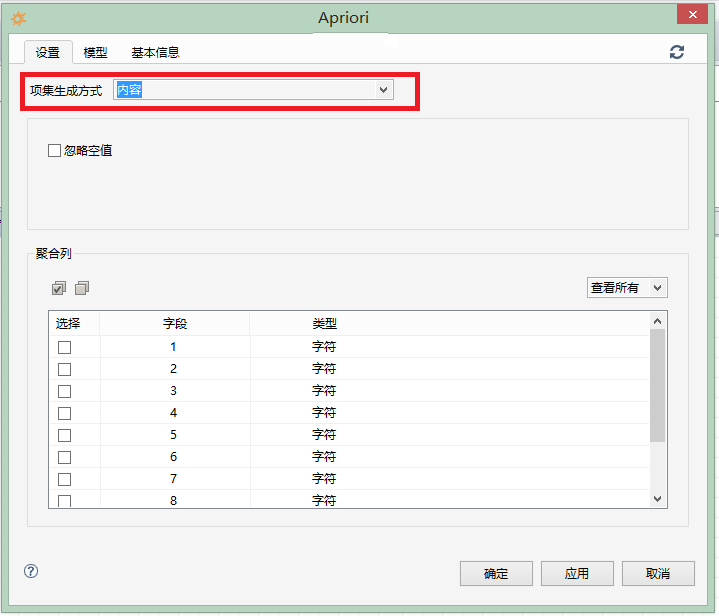 Apriori
设置 模型 基本信息
项集生成方式 内容
忽略空值
聚合列
查看所有
选择 字段 类型
1 字符
2 字符
3 字符
4 字符
5 字符
6 字符
7 字符
8 字符
确定 应用 取消